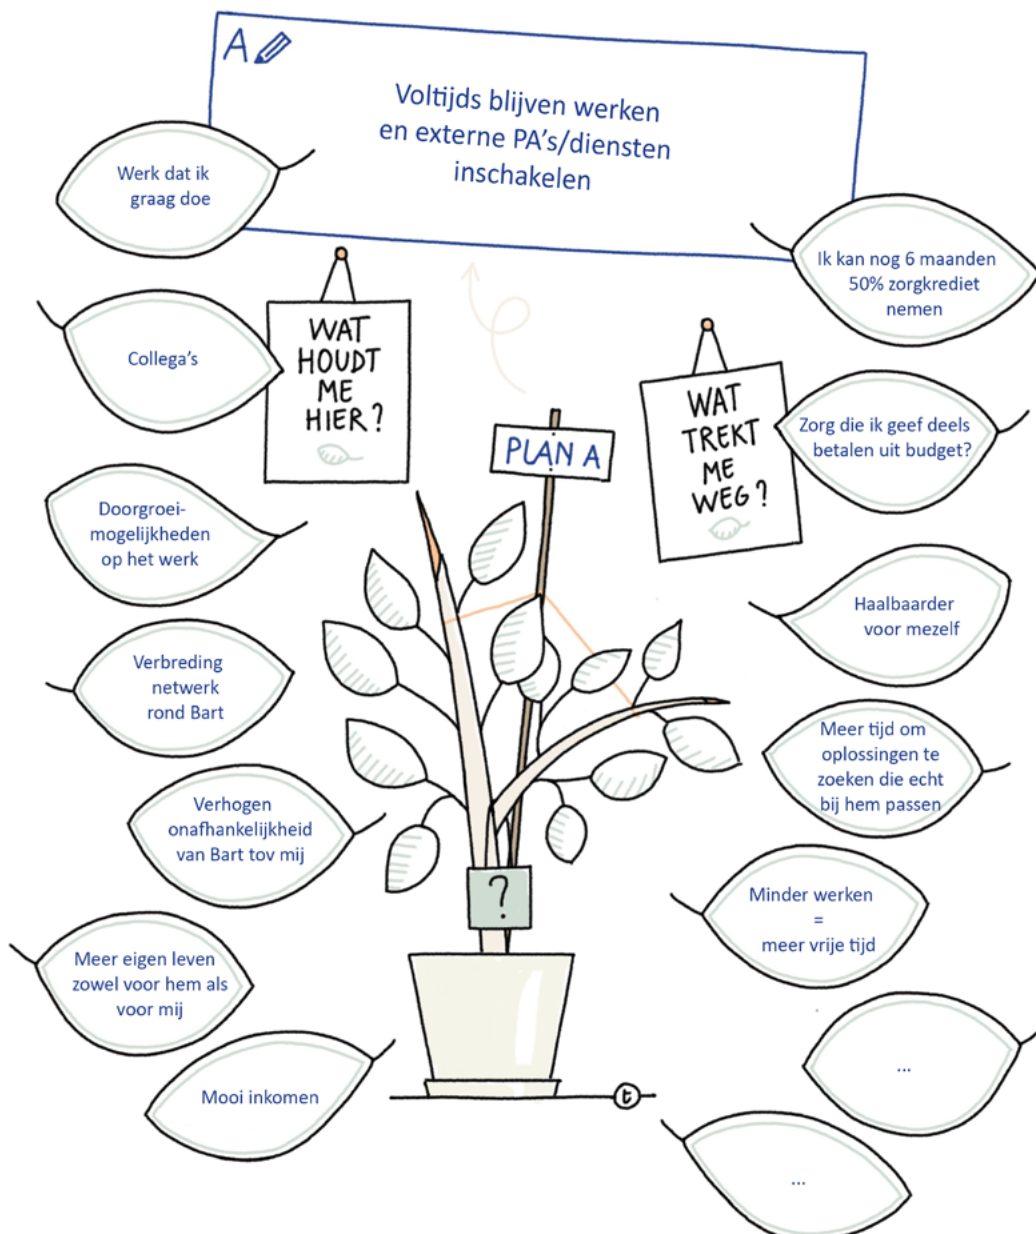 A
Voltijds blijven werken
en externe PA's/diensten
inschakelen
Werk dat ik
graag doe
Collega's
Doorgroei-
mogelijkheden
op het werk
Verbreding
netwerk
rond Bart
Verhogen
onafhankelijkheid
van Bart tov mij
Meer eigen leven
zowel voor hem als
voor mij
Mooi inkomen
WAT
HOUDT
ME
HIER?
PLAN A
?
t
WAT
TREKT
ME
WEG?
Ik kan nog 6 maanden
50% zorgkrediet
nemen
Zorg die ik geef deels
betalen uit budget?
Haalbaarder
voor mezelf
Meer tijd om
oplossingen te
zoeken die echt
bij hem passen
Minder werken
=
meer vrije tijd
...
...